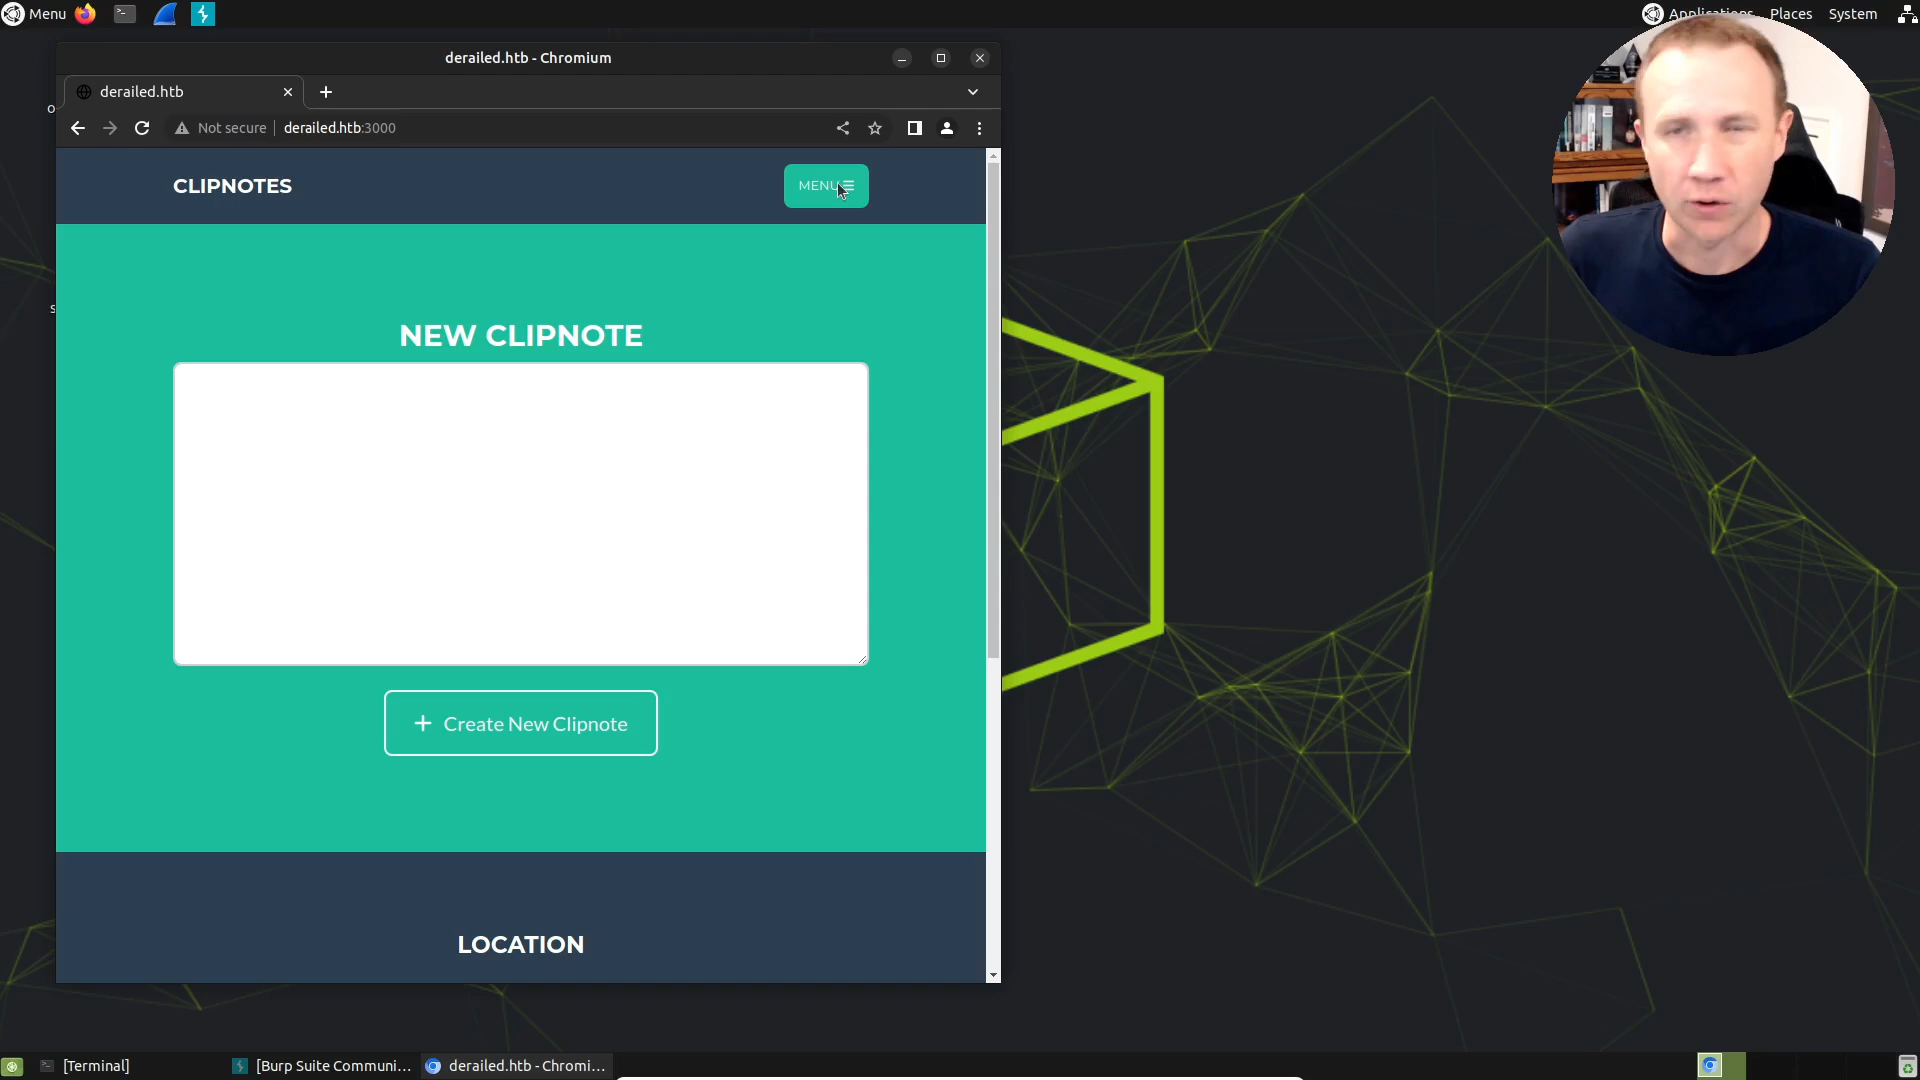 Menu
Applications Places System
derailed.htb - Chromium
derailed.htb
Not secure derailed.htb:3000
CLIPNOTES
MENU
NEW CLIPNOTE
Create New Clipnote
LOCATION
[Terminal]
[Burp Suite Communi...
derailed.htb - Chromi...